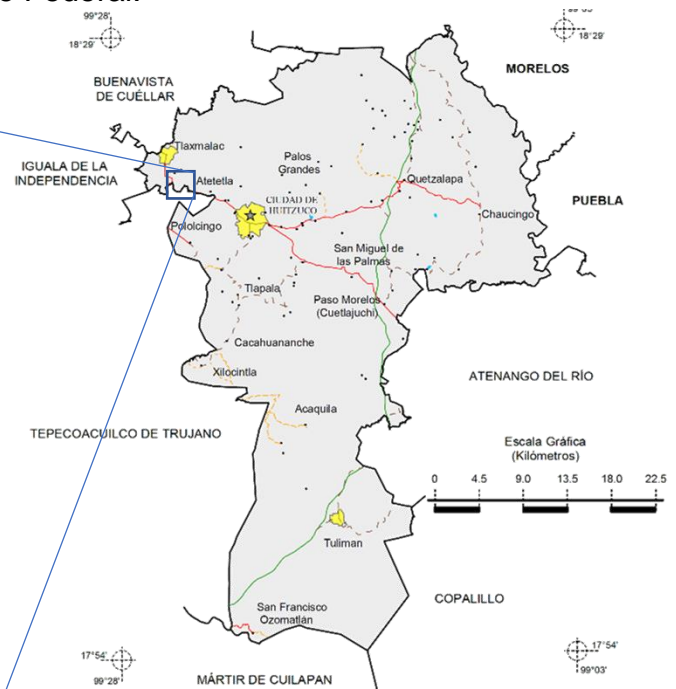 99°28'
18°29'
18°29'
MORELOS
BUENAVISTA
DE CUÉLLAR
Tlaxmalac
Palos
Grandes
IGUALA DE LA
INDEPENDENCIA
Atetetla
Quetzalapa
CIUDAD DE
HUITZUCO
PUEBLA
Chaucingo
Pololcingo
San Miguel de
las Palmas
Tlapala
Paso Morelos
(Cuetlajuchi)
Cacahuananche
Xilocintla
ATENANGO DEL RÍO
Acaquila
TEPECOACUILCO DE TRUJANO
Escala Gráfica
(Kilómetros)
0 4.5 9.0 13.5 18.0 22.5
Tuliman
COPALILLO
San Francisco
Ozomatlán
17°54'
99°28'
17°54'
99°03'
MÁRTIR DE CUILAPAN